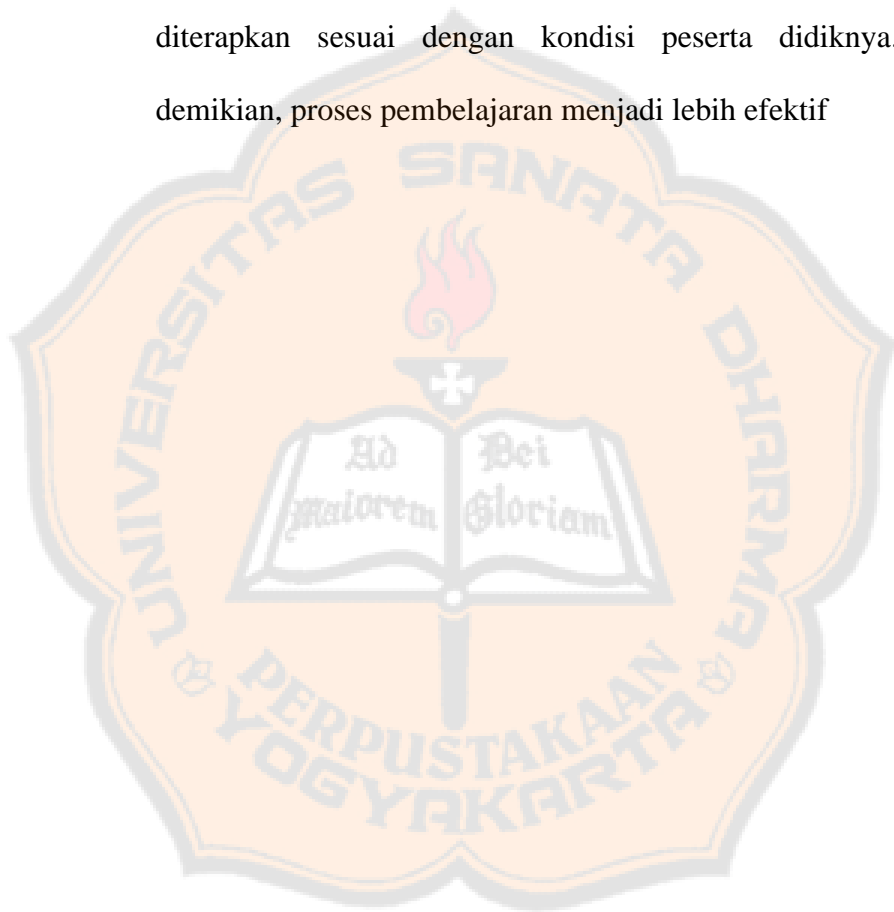 diterapkan sesuai dengan kondisi peserta didiknya.
demikian, proses pembelajaran menjadi lebih efektif
UNIVERSITAS SANATA DHARMA
Ad Dei
Maiorem Gloriam
PERPUSTAKAAN
YOGYAKARTA